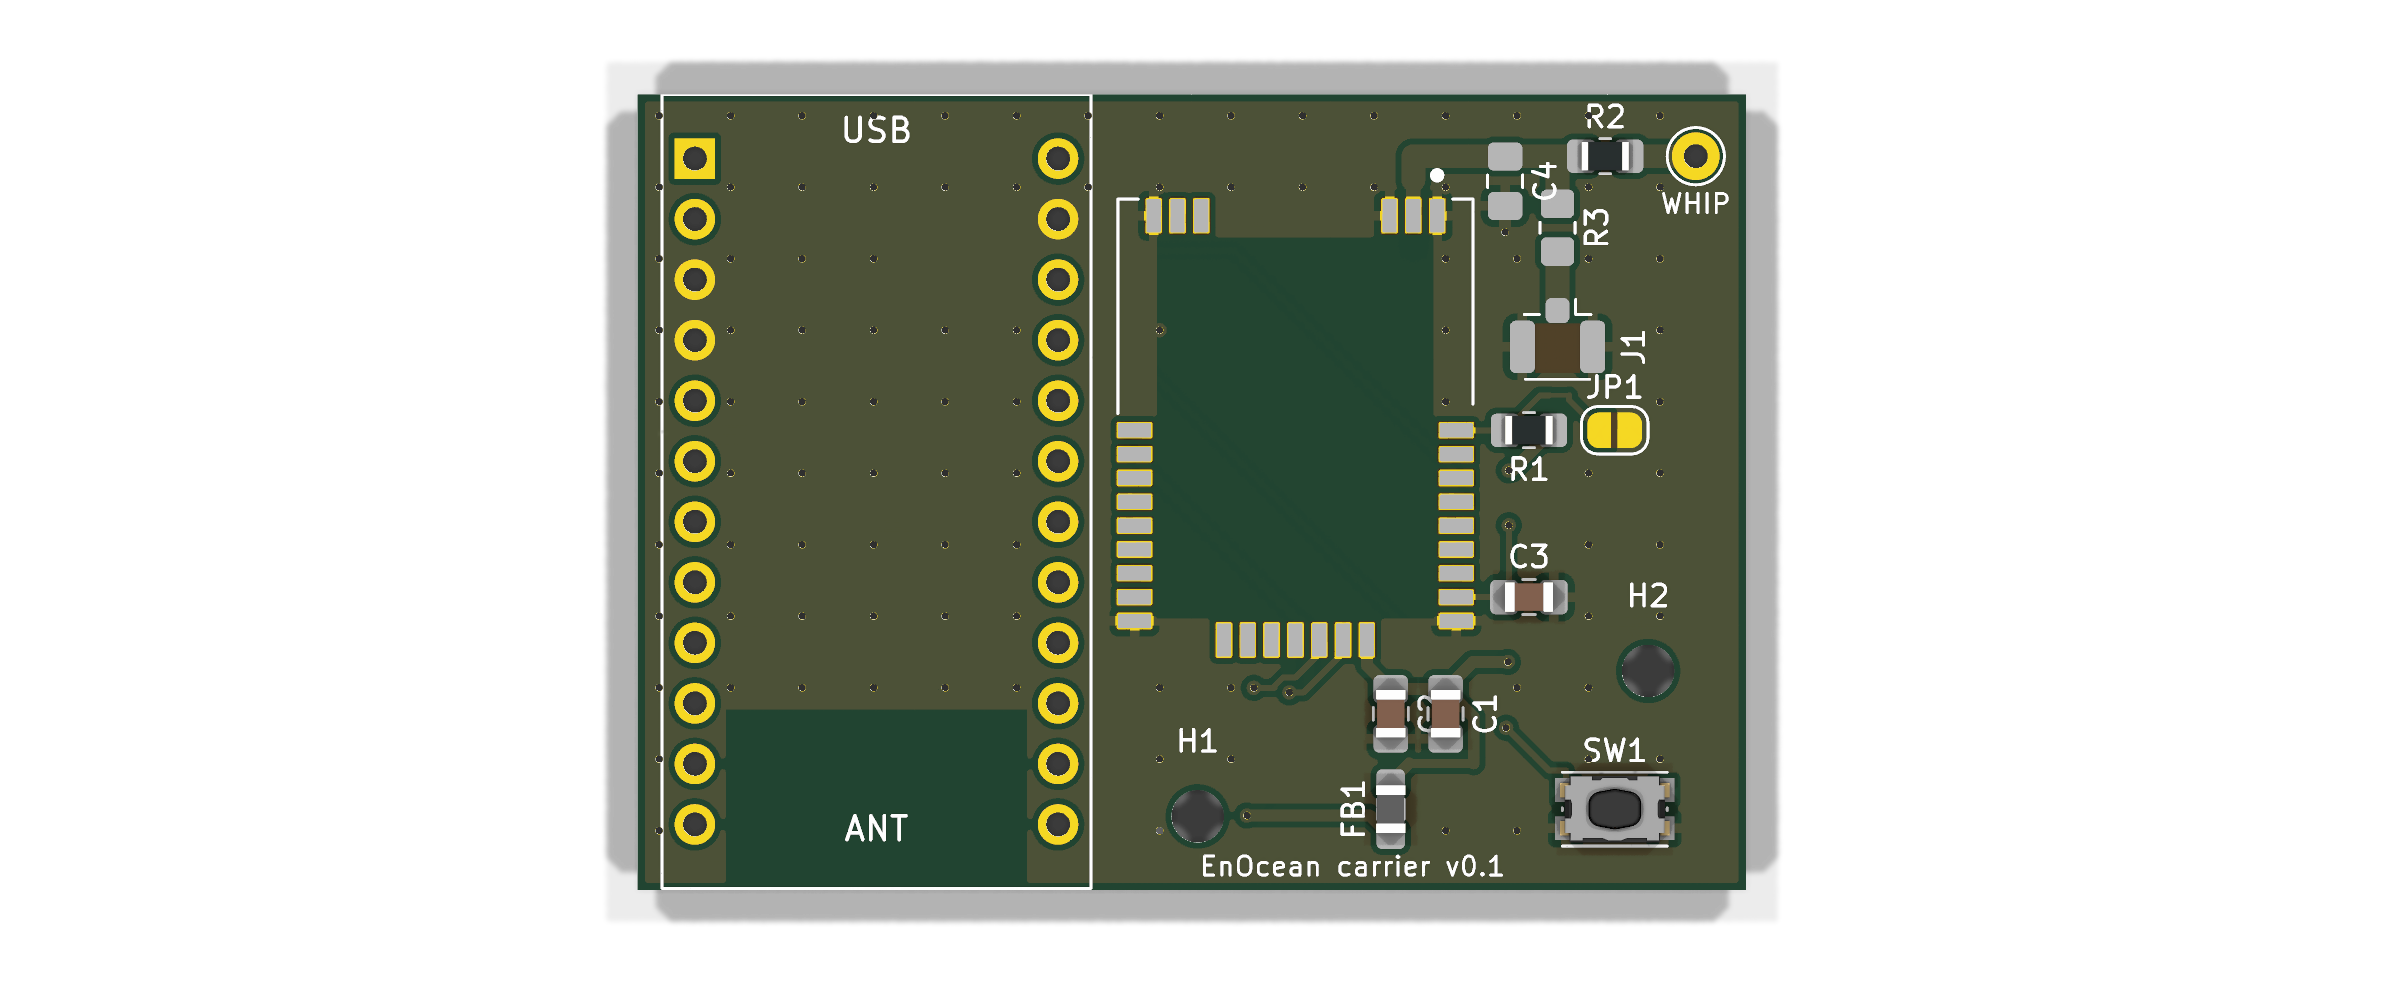 USB
R2
C4
WHIP
R3
J1
JP1
R1
C3
H2
C2
C1
H1
SW1
FB1
ANT
EnOcean carrier v0.1